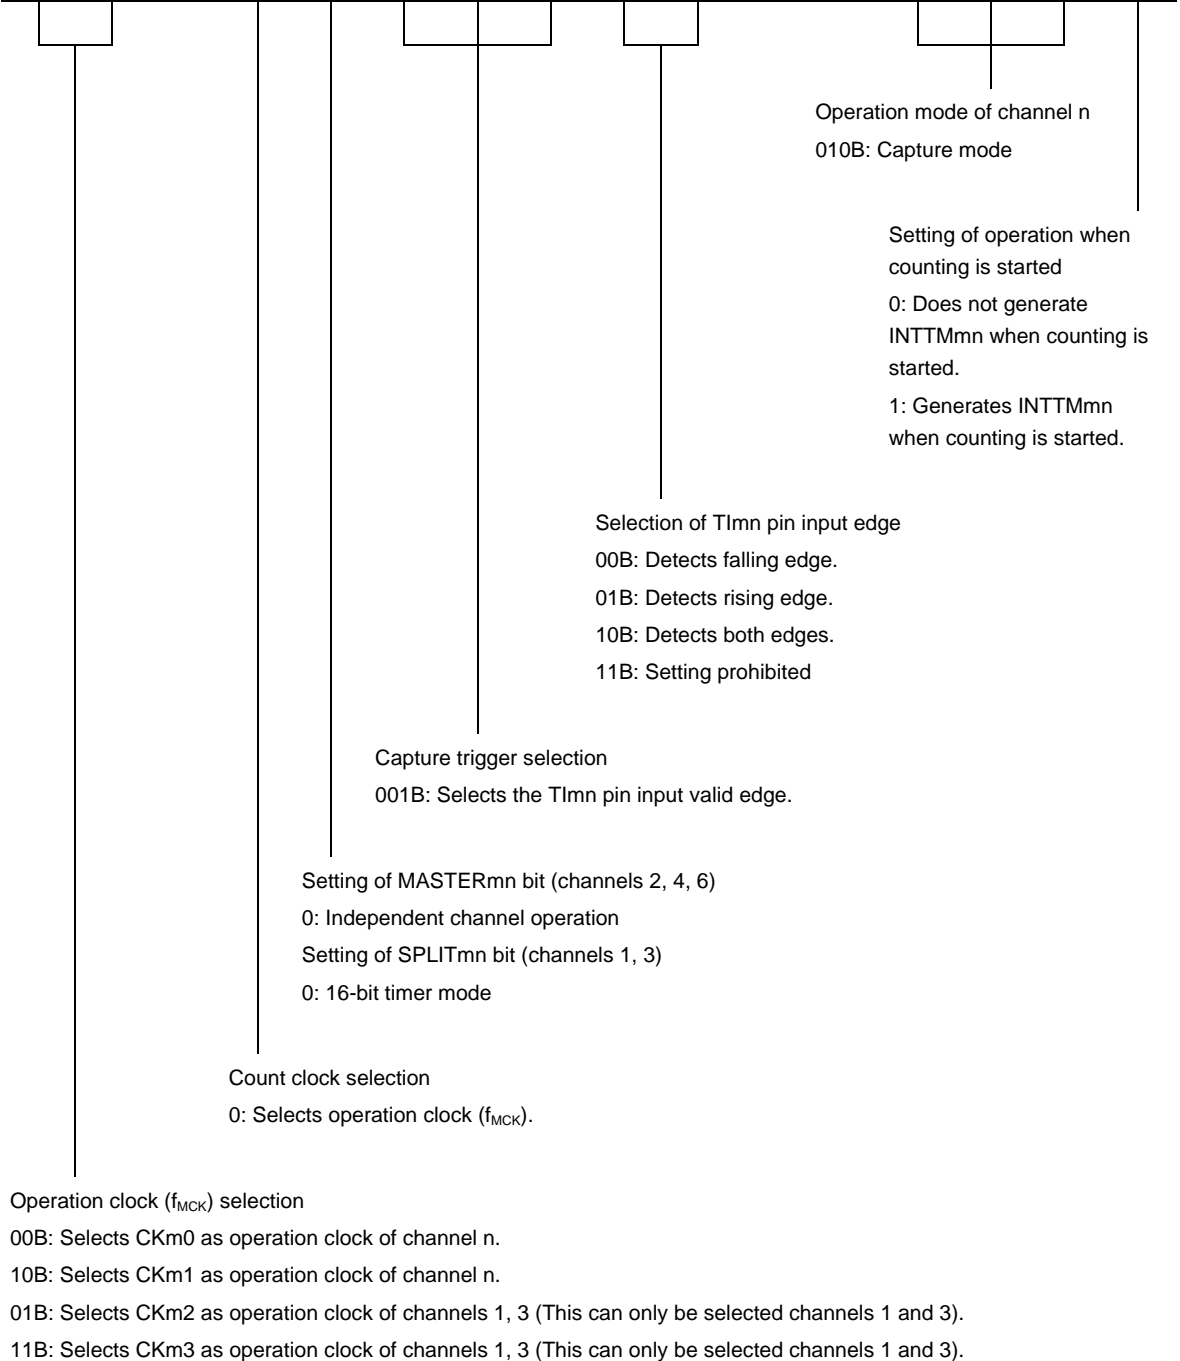 Operation mode of channel n
010B: Capture mode
Setting of operation when
counting is started
0: Does not generate
INTTMmn when counting is
started.
1: Generates INTTMmn
when counting is started.
Selection of TImn pin input edge
00B: Detects falling edge.
01B: Detects rising edge.
10B: Detects both edges.
11B: Setting prohibited
Capture trigger selection
001B: Selects the TImn pin input valid edge.
Setting of MASTERmn bit (channels 2, 4, 6)
0: Independent channel operation
Setting of SPLITmn bit (channels 1, 3)
0: 16-bit timer mode
Count clock selection
0: Selects operation clock (fMCK).
Operation clock (fMCK) selection
00B: Selects CKm0 as operation clock of channel n.
10B: Selects CKm1 as operation clock of channel n.
01B: Selects CKm2 as operation clock of channels 1, 3 (This can only be selected channels 1 and 3).
11B: Selects CKm3 as operation clock of channels 1, 3 (This can only be selected channels 1 and 3).